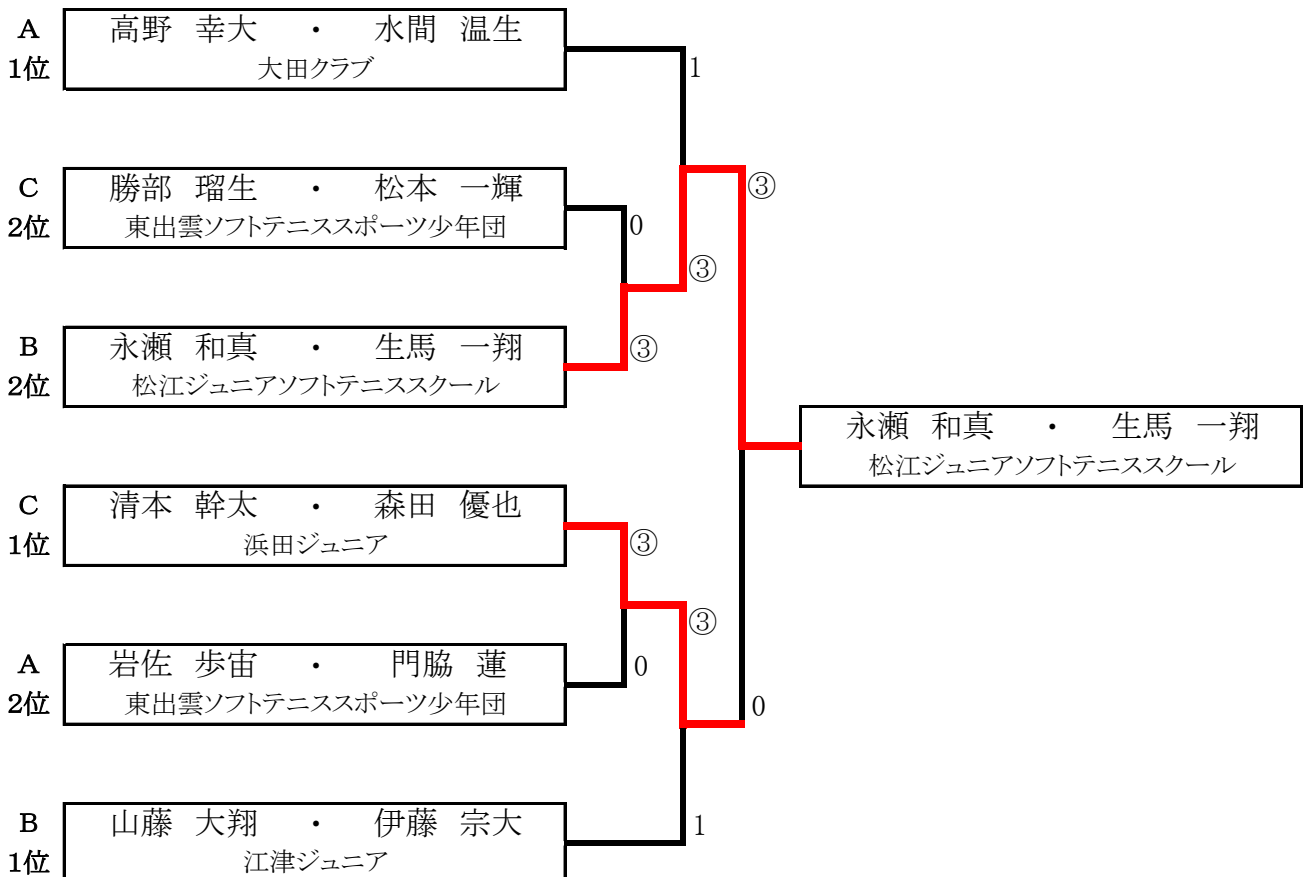 A
1位
高野 幸大 ・ 水間 温生
大田クラブ
1
C
2位
勝部 瑠生 ・ 松本 一輝
東出雲ソフトテニススポーツ少年団
0
③
③
B
2位
永瀬 和真 ・ 生馬 一翔
松江ジュニアソフトテニススクール
③
永瀬 和真 ・ 生馬 一翔
松江ジュニアソフトテニススクール
C
1位
清本 幹太 ・ 森田 優也
浜田ジュニア
③
③
A
2位
岩佐 歩宙 ・ 門脇 蓮
東出雲ソフトテニススポーツ少年団
0
0
B
1位
山藤 大翔 ・ 伊藤 宗大
江津ジュニア
1